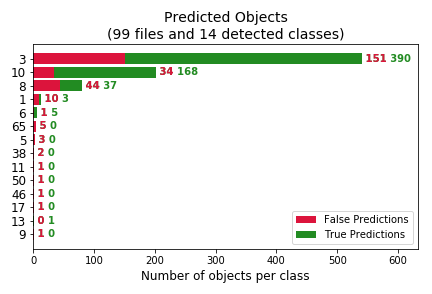 Predicted Objects
(99 files and 14 detected classes)
3 151 390
10 34 168
8 44 37
1 10 3
6 1 5
65 5 0
5 3 0
38 2 0
11 1 0
50 1 0
46 1 0
17 1 0
13 0 1
9 1 0
False Predictions
True Predictions
0 100 200 300 400 500 600
Number of objects per class